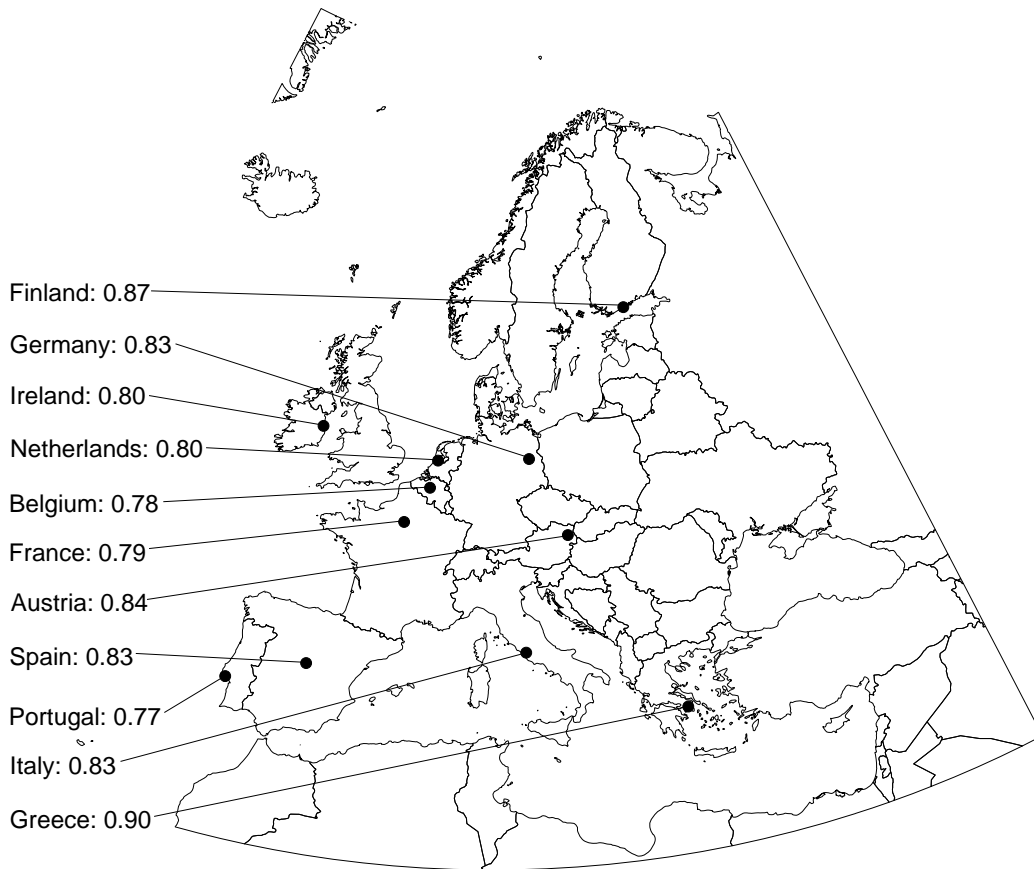 Finland: 0.87
Germany: 0.83
Ireland: 0.80
Netherlands: 0.80
Belgium: 0.78
France: 0.79
Austria: 0.84
Spain: 0.83
Portugal: 0.77
Italy: 0.83
Greece: 0.90